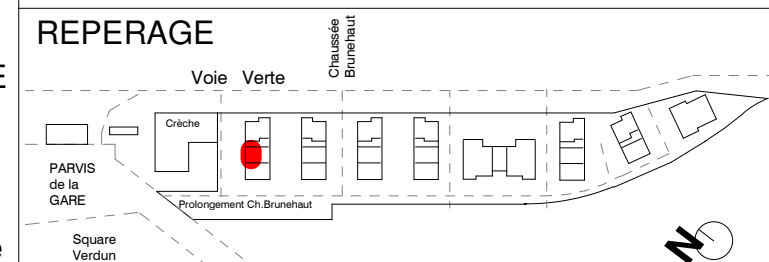 REPERAGE
Chaussée
Brunehaut
Voie Verte
Crèche
PARVIS
de la
GARE
Prolongement Ch.Brunehaut
Square
Verdun
N